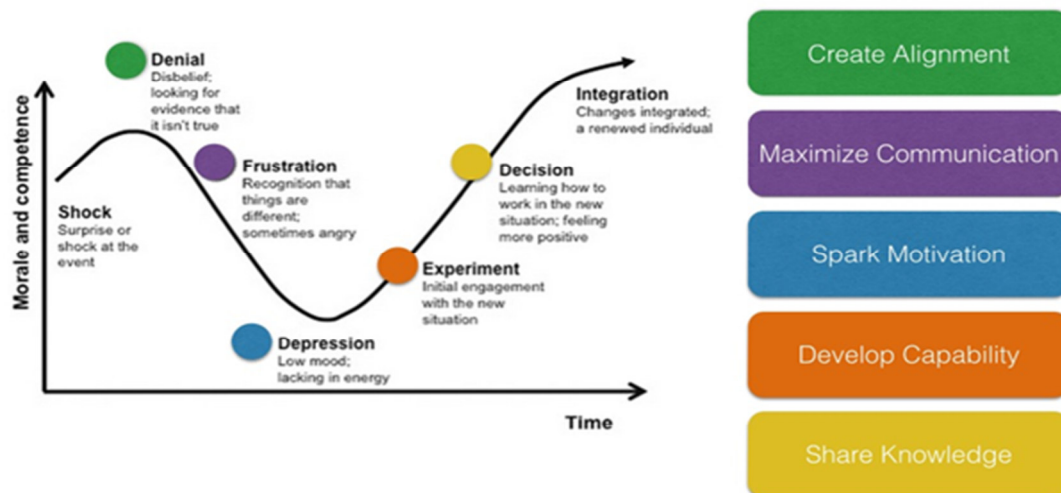 Denial
Disbelief;
looking for
evidence that
it isn't true
Frustration
Recognition that
things are
different;
sometimes angry
Shock
Surprise or
shock at the
event
Depression
Low mood;
lacking in energy
Experiment
Initial engagement
with the new
situation
Decision
Learning how to
work in the new
situation; feeling
more positive
Integration
Changes integrated;
a renewed individual
Morale and competence
Time
Create Alignment
Maximize Communication
Spark Motivation
Develop Capability
Share Knowledge